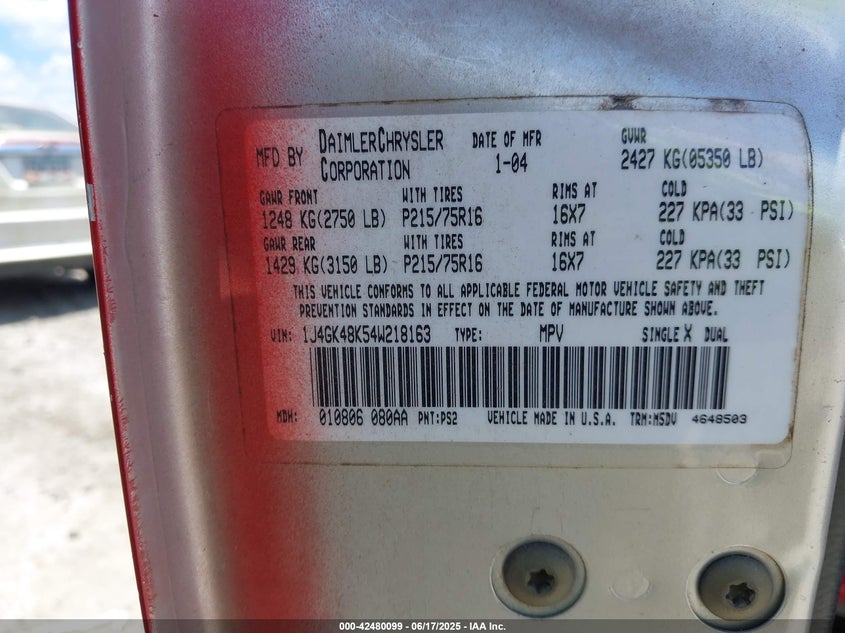 MFD BY DAIMLERCHRYSLER CORPORATION DATE OF MFR 1-04 GVWR 2427 KG(05350 LB)
GAWR FRONT WITH TIRES RIMS AT COLD
1248 KG(2750 LB) P215/75R16 16X7 227 KPA(33 PSI)
GAWR REAR WITH TIRES RIMS AT COLD
1429 KG(3150 LB) P215/75R16 16X7 227 KPA(33 PSI)
THIS VEHICLE CONFORMS TO ALL APPLICABLE FEDERAL MOTOR VEHICLE SAFETY AND THEFT
PREVENTION STANDARDS IN EFFECT ON THE DATE OF MANUFACTURE SHOWN ABOVE.
VIN: 1J4GK48K54W218163 TYPE: MPV SINGLE X DUAL
MDH: 010806 080AA PNT:PS2 VEHICLE MADE IN U.S.A. TRM:MSDV 4648503
000-42480099 - 06/17/2025 - IAA Inc.